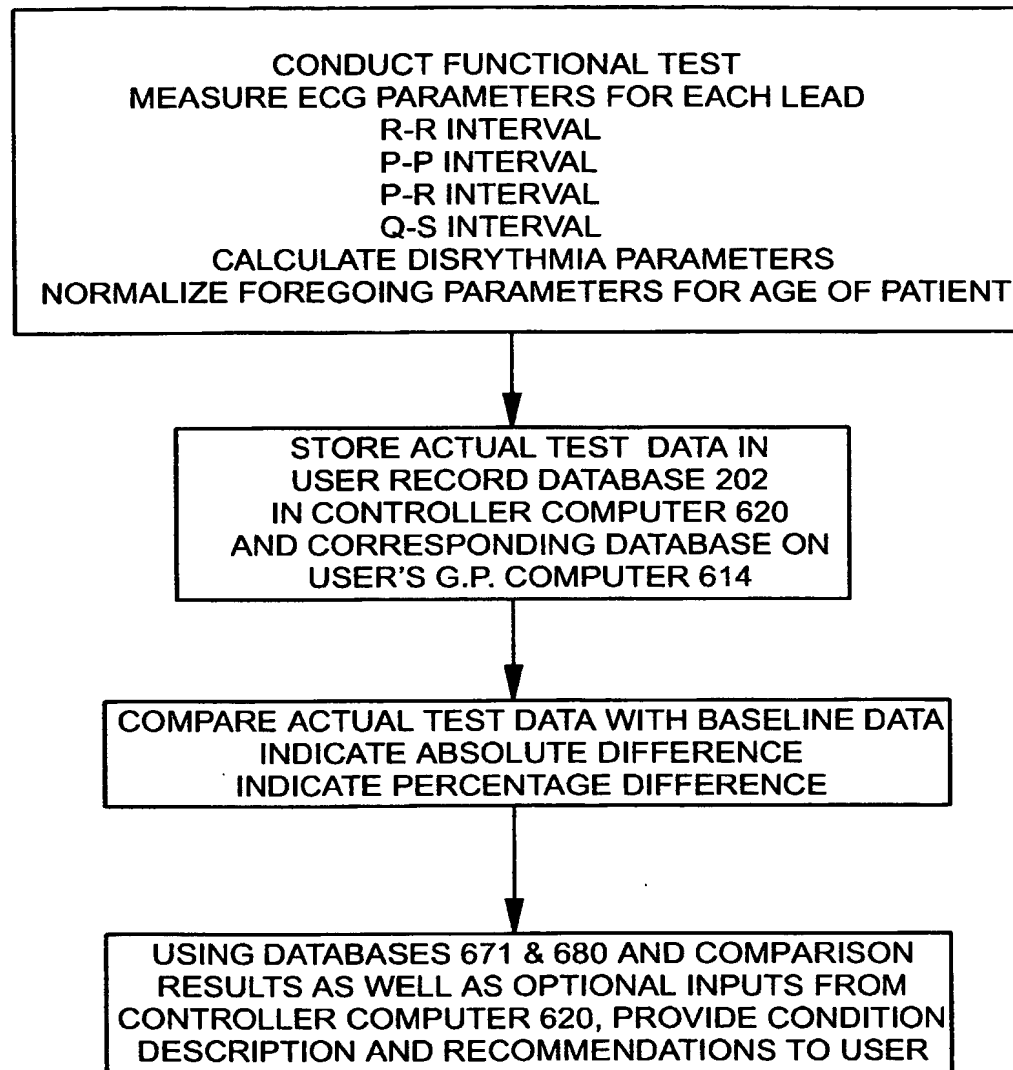 CONDUCT FUNCTIONAL TEST
MEASURE ECG PARAMETERS FOR EACH LEAD
R-R INTERVAL
P-P INTERVAL
P-R INTERVAL
Q-S INTERVAL
CALCULATE DISRYTHMIA PARAMETERS
NORMALIZE FOREGOING PARAMETERS FOR AGE OF PATIENT
STORE ACTUAL TEST DATA IN
USER RECORD DATABASE 202
IN CONTROLLER COMPUTER 620
AND CORRESPONDING DATABASE ON
USER'S G.P. COMPUTER 614
COMPARE ACTUAL TEST DATA WITH BASELINE DATA
INDICATE ABSOLUTE DIFFERENCE
INDICATE PERCENTAGE DIFFERENCE
USING DATABASES 671 & 680 AND COMPARISON
RESULTS AS WELL AS OPTIONAL INPUTS FROM
CONTROLLER COMPUTER 620, PROVIDE CONDITION
DESCRIPTION AND RECOMMENDATIONS TO USER